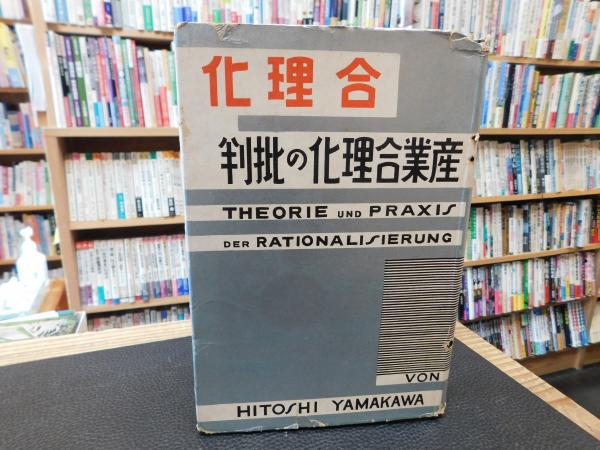 合理化
産業合理化の批判
THEORIE UND PRAXIS
DER RATIONALISIERUNG
VON
HITOSHI YAMAKAWA